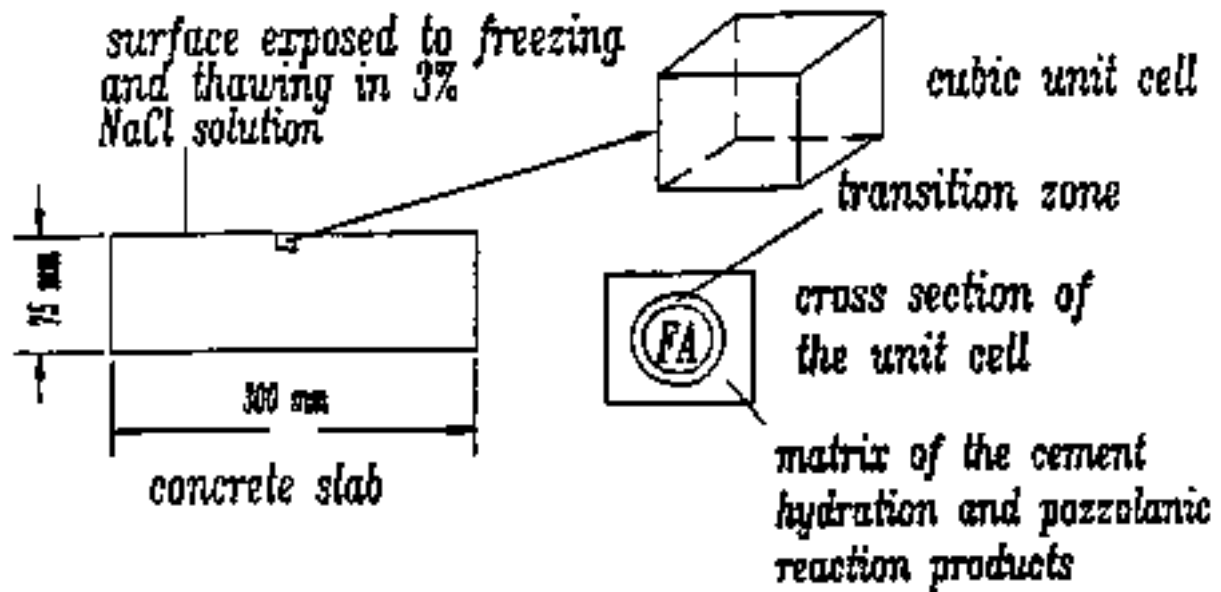 surface exposed to freezing
and thawing in 3%
NaCl solution
cubic unit cell
transition zone
75 mm
FA
cross section of
the unit cell
300 mm
concrete slab
matrix of the cement
hydration and pozzolanic
reaction products